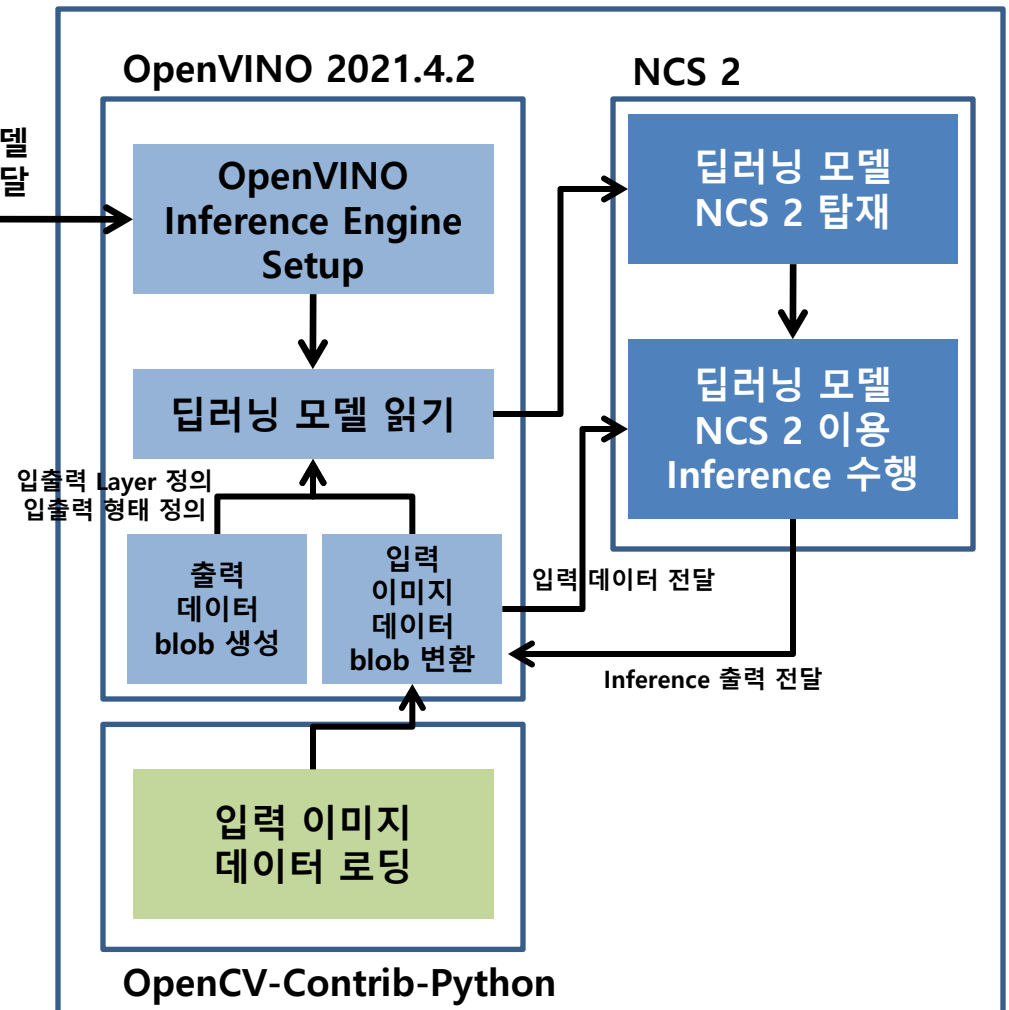 OpenVINO 2021.4.2
NCS 2
델
달
OpenVINO
Inference Engine
Setup
딥러닝 모델
NCS 2 탑재
딥러닝 모델 읽기
딥러닝 모델
NCS 2 이용
Inference 수행
입출력 Layer 정의
입출력 형태 정의
출력
데이터
blob 생성
입력
이미지
데이터
blob 변환
입력 데이터 전달
Inference 출력 전달
입력 이미지
데이터 로딩
OpenCV-Contrib-Python